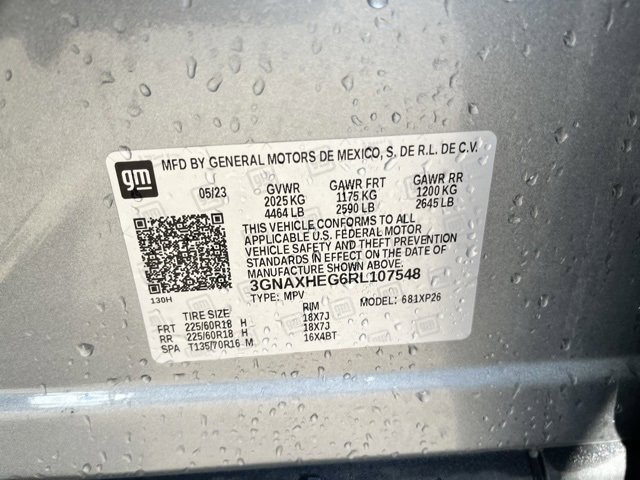 gm
MFD BY GENERAL MOTORS DE MEXICO, S. DE R.L. DE C.V.
05/23 GVWR GAWR FRT GAWR RR
2025 KG 1175 KG 1200 KG
4464 LB 2590 LB 2645 LB
THIS VEHICLE CONFORMS TO ALL
APPLICABLE U.S. FEDERAL MOTOR
VEHICLE SAFETY AND THEFT PREVENTION
STANDARDS IN EFFECT ON THE DATE OF
MANUFACTURE SHOWN ABOVE.
3GNAXHEG6RL107548
130H TYPE: MPV MODEL: 681XP26
TIRE SIZE RIM
FRT 225/60R18 H 18X7J
RR 225/60R18 H 18X7J
SPA T135/70R16 M 16X4BT